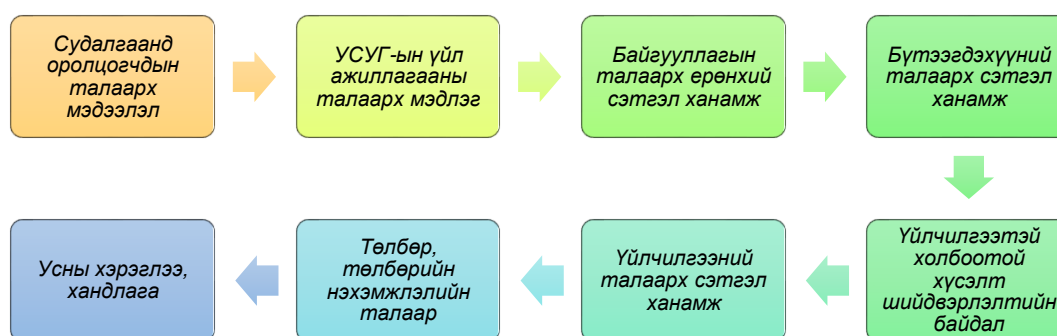 Судалгаанд
оролцогчдын
талаарх
мэдээлэл
УСУГ-ын үйл
ажиллагааны
талаарх мэдлэг
Байгууллагын
талаарх ерөнхий
сэтгэл ханамж
Бүтээгдэхүүний
талаарх сэтгэл
ханамж
Үйлчилгээтэй
холбоотой
хүсэлт
шийдвэрлэлтийн
байдал
Үйлчилгээний
талаарх сэтгэл
ханамж
Төлбөр,
төлбөрийн
нэхэмжлэлийн
талаар
Усны хэрэглээ,
хандлага